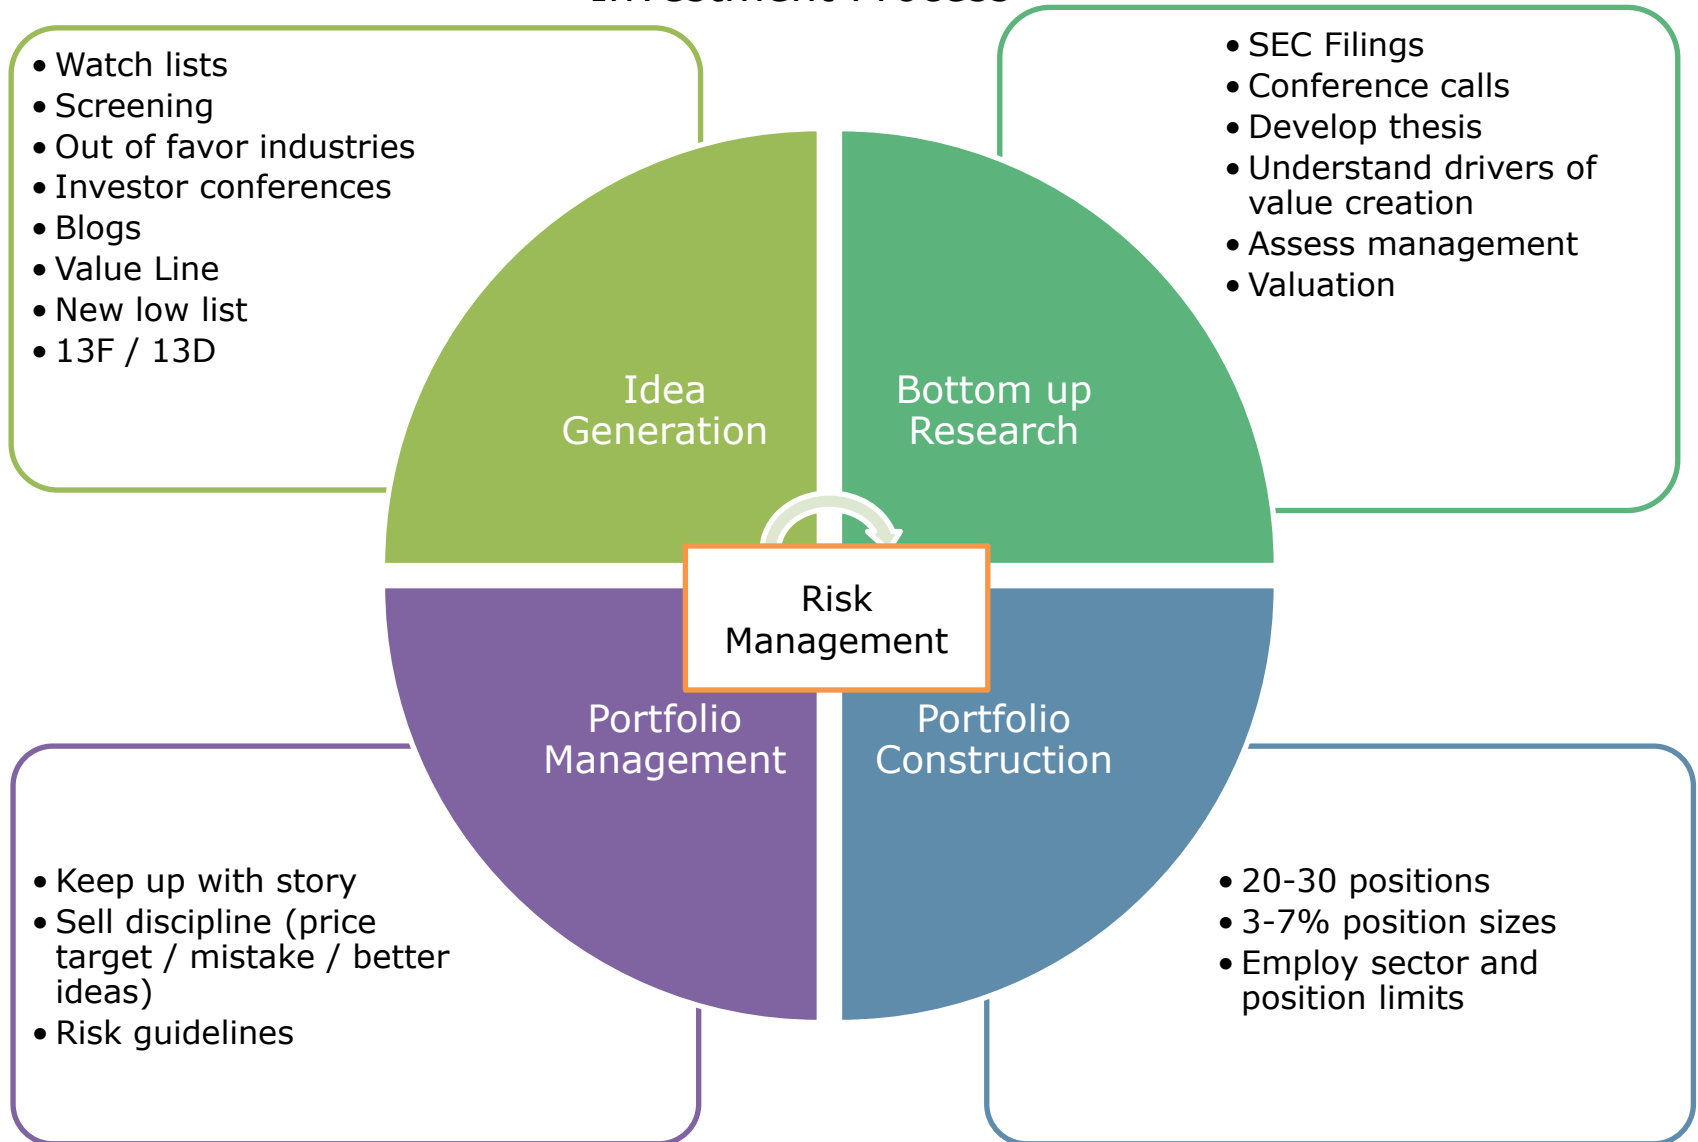 Investment Process
• Watch lists
• Screening
• Out of favor industries
• Investor conferences
• Blogs
• Value Line
• New low list
• 13F / 13D
• SEC Filings
• Conference calls
• Develop thesis
• Understand drivers of
value creation
• Assess management
• Valuation
Idea
Generation
Bottom up
Research
Risk
Management
Portfolio
Management
Portfolio
Construction
• Keep up with story
• Sell discipline (price
target / mistake / better
ideas)
• Risk guidelines
• 20-30 positions
• 3-7% position sizes
• Employ sector and
position limits